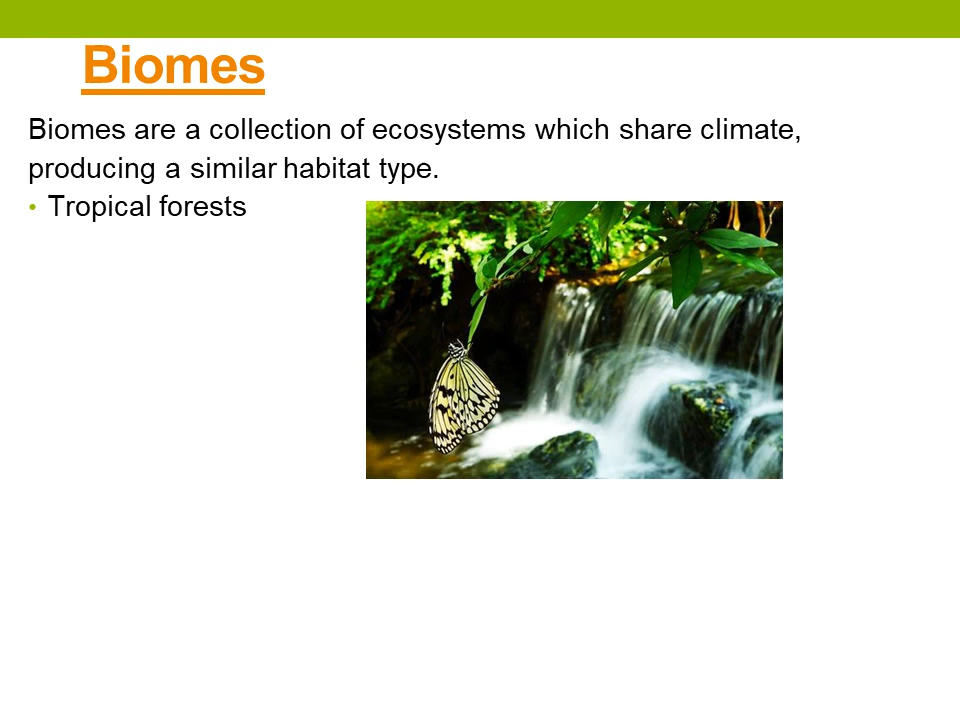 Biomes
Biomes are a collection of ecosystems which share climate,
producing a similar habitat type.
• Tropical forests